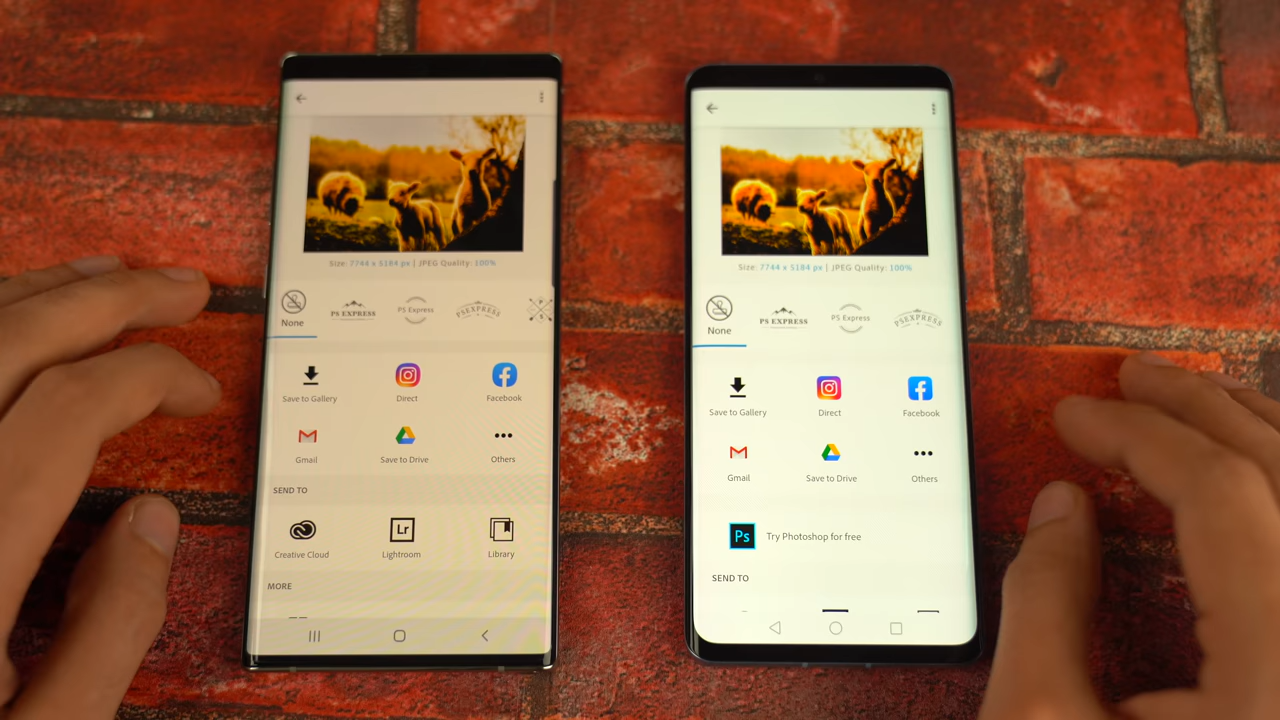 Size: 7744 x 5184 px | JPEG Quality: 100%
None
PS EXPRESS
PS Express
PSEXPRESS
P S
Save to Gallery
Direct
Facebook
Gmail
Save to Drive
Others
SEND TO
Lr
Creative Cloud
Lightroom
Library
MORE
Size: 7744 x 5184 px | JPEG Quality: 100%
None
PS EXPRESS
PS Express
PSEXPRESS
Save to Gallery
Direct
Facebook
Gmail
Save to Drive
Others
Ps
Try Photoshop for free
SEND TO